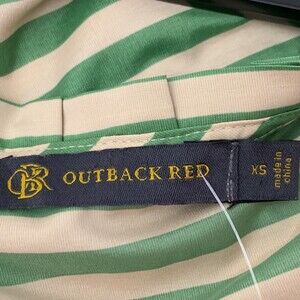 OBR
OUTBACK RED
XS
made in
china